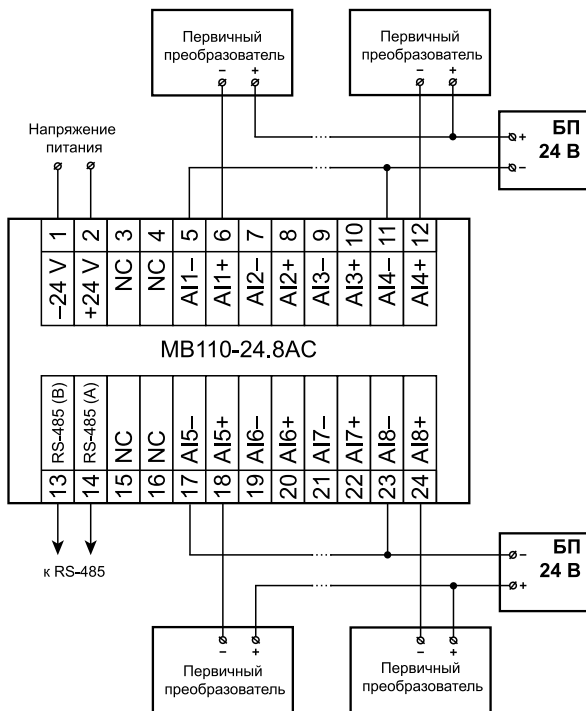 Первичный
преобразователь
− +
Первичный
преобразователь
− +
Напряжение
питания
+ БП
− 24 В
1 2 3 4 5 6 7 8 9 10 11 12
−24 V +24 V NC NC AI1− AI1+ AI2− AI2+ AI3− AI3+ AI4− AI4+
МВ110-24.8АС
RS-485 (B) RS-485 (A) NC NC AI5− AI5+ AI6− AI6+ AI7− AI7+ AI8− AI8+
13 14 15 16 17 18 19 20 21 22 23 24
к RS-485
− БП
+ 24 В
− +
Первичный
преобразователь
− +
Первичный
преобразователь